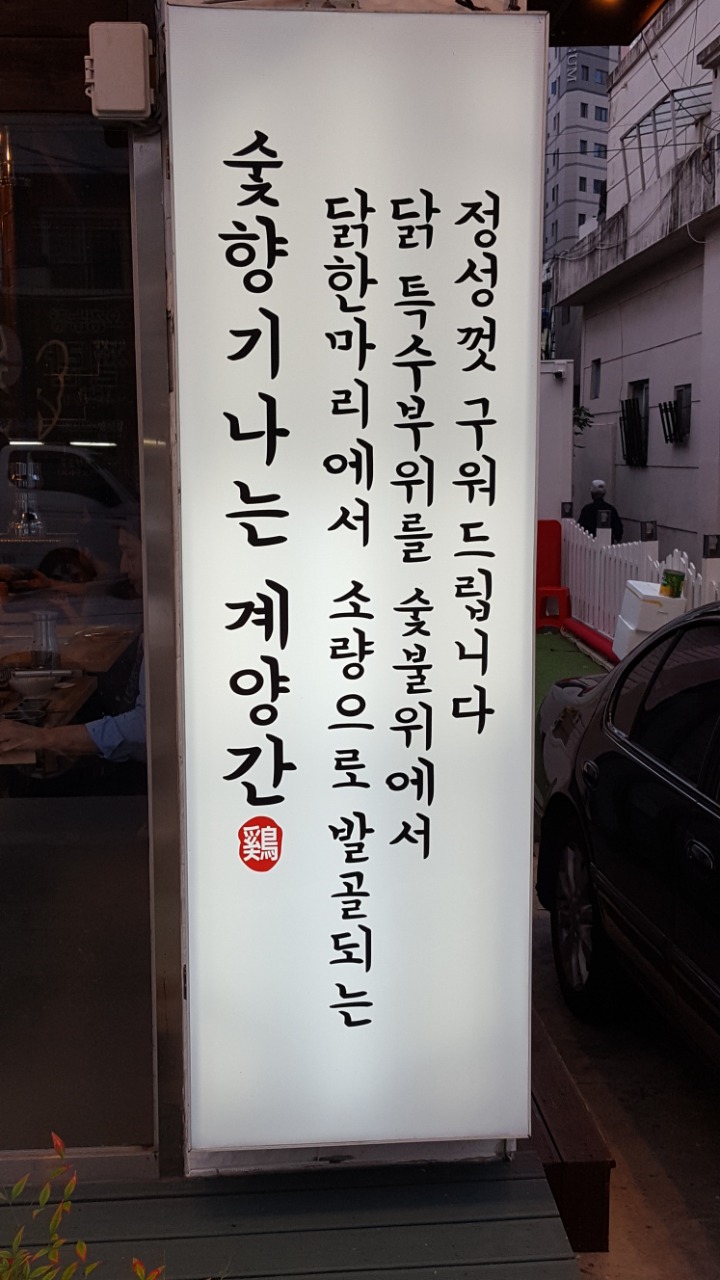 숯향기나는 계양간
鷄
닭한마리에서 소량으로 발골되는
닭 특수부위를 숯불위에서
정성껏 구워드립니다